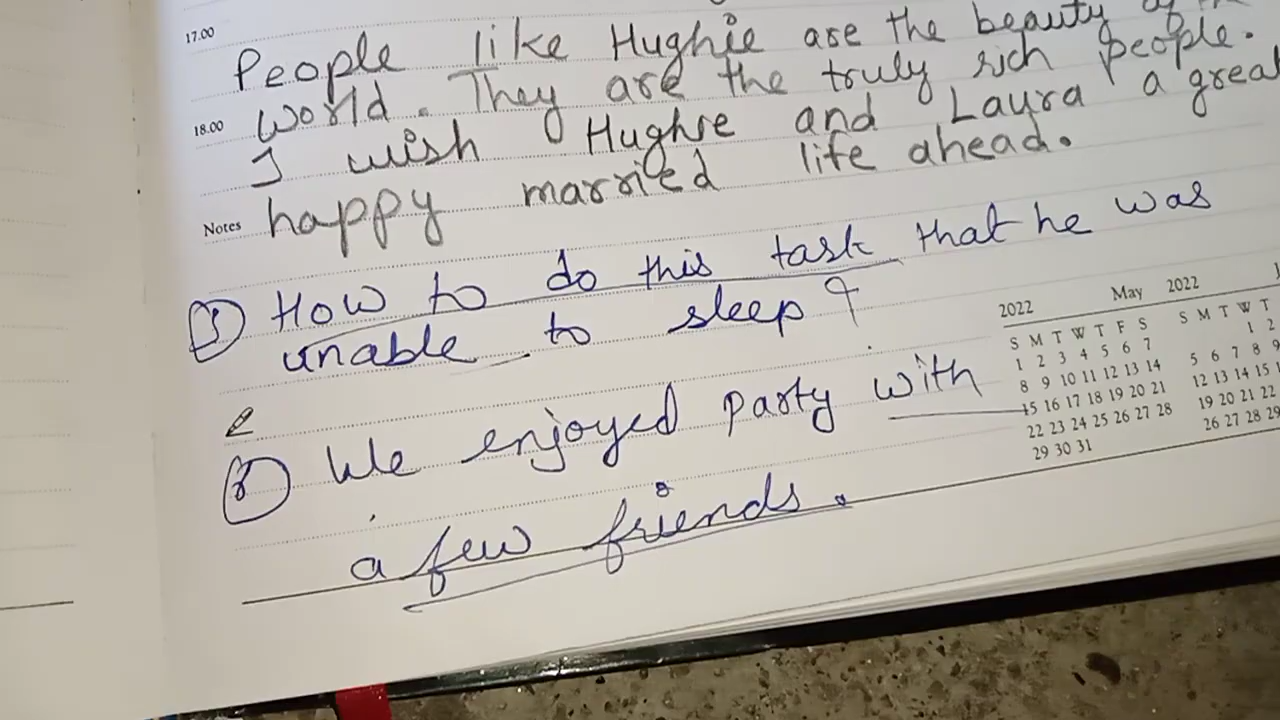 17.00
People like Hughie are the beauty of
world. They are the truly rich people.
18.00
I wish Hughie and Laura a great
Notes
happy married life ahead.
① How to do this task that he was
unable to sleep ?
② We enjoyed party with
a few friends.
2022 May 2022
S M T W T F S S M T W T
1 2 3 4 5 6 7 1 2
8 9 10 11 12 13 14 5 6 7 8 9
15 16 17 18 19 20 21 12 13 14 15 1
22 23 24 25 26 27 28 19 20 21 22
29 30 31 26 27 28 29